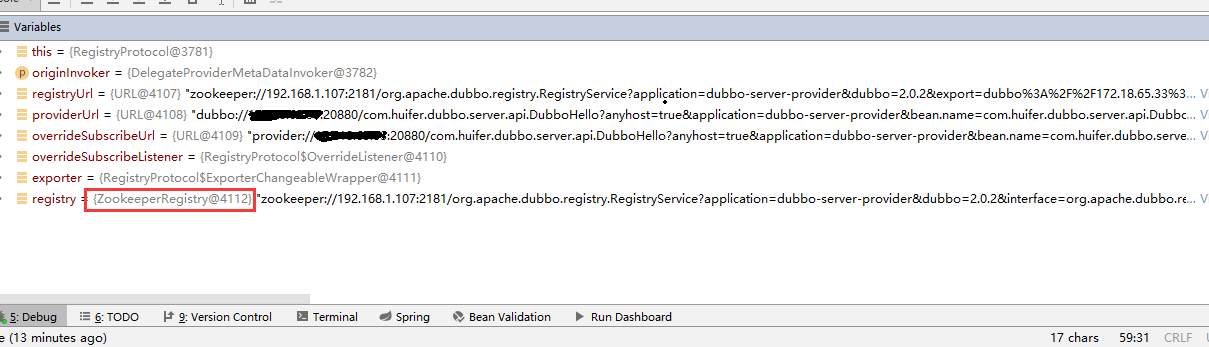 Variables
this = {RegistryProtocol@3781}
p originInvoker = {DelegateProviderMetaDataInvoker@3782}
registryUrl = {URL@4107} "zookeeper://192.168.1.107:2181/org.apache.dubbo.registry.RegistryService?application=dubbo-server-provider&dubbo=2.0.2&export=dubbo%3A%2F%2F172.18.65.33%3... V
providerUrl = {URL@4108} "dubbo:// :20880/com.huifer.dubbo.server.api.DubboHello?anyhost=true&application=dubbo-server-provider&bean.name=com.huifer.dubbo.server.api.Dubbo... V
overrideSubscribeUrl = {URL@4109} "provider:// :20880/com.huifer.dubbo.server.api.DubboHello?anyhost=true&application=dubbo-server-provider&bean.name=com.huifer.dubbo.serve... V
overrideSubscribeListener = {RegistryProtocol$OverrideListener@4110}
exporter = {RegistryProtocol$ExporterChangeableWrapper@4111}
registry = {ZookeeperRegistry@4112} "zookeeper://192.168.1.107:2181/org.apache.dubbo.registry.RegistryService?application=dubbo-server-provider&dubbo=2.0.2&interface=org.apache.dubbo.re... V
5: Debug 6: TODO 9: Version Control Terminal Spring Bean Validation Run Dashboard
e (13 minutes ago) 17 chars 59:31 CRLF